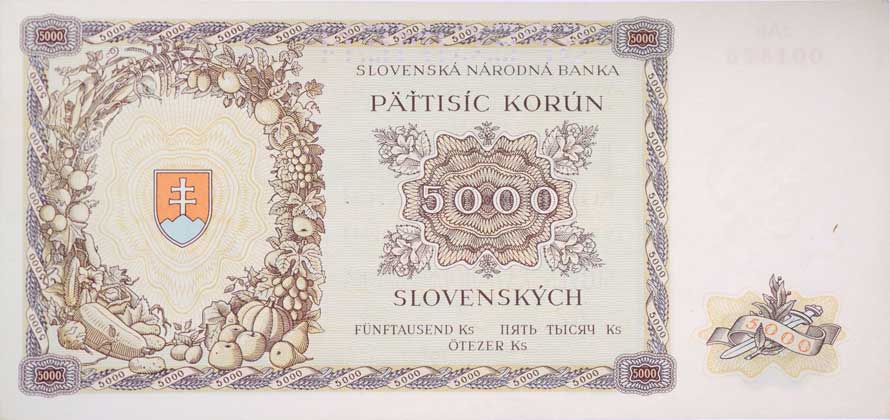 5000 5000
SLOVENSKÁ NÁRODNÁ BANKA
PÄŤTISÍC KORÚN
5000
SLOVENSKÝCH
FÜNFTAUSEND Ks ПЯТЬ ТЫСЯЧ Ks
ÖTEZER Ks
5000
5000 5000